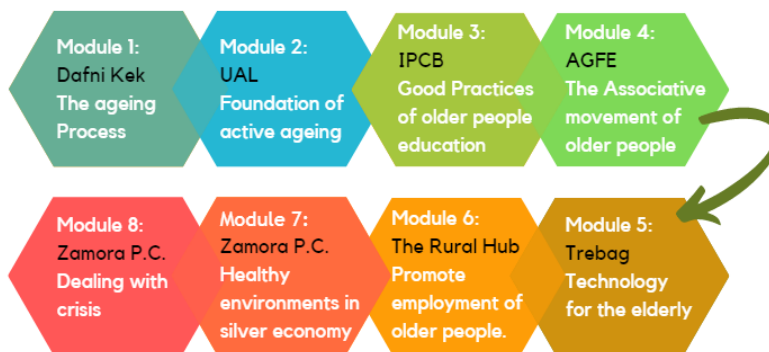 Module 1:
Dafni Kek
The ageing
Process
Module 2:
UAL
Foundation of
active ageing
Module 3:
IPCB
Good Practices
of older people
education
Module 4:
AGFE
The Associative
movement of
older people
Module 5:
Trebag
Technology
for the elderly
Module 6:
The Rural Hub
Promote
employment of
older people.
Module 7:
Zamora P.C.
Healthy
environments in
silver economy
Module 8:
Zamora P.C.
Dealing with
crisis